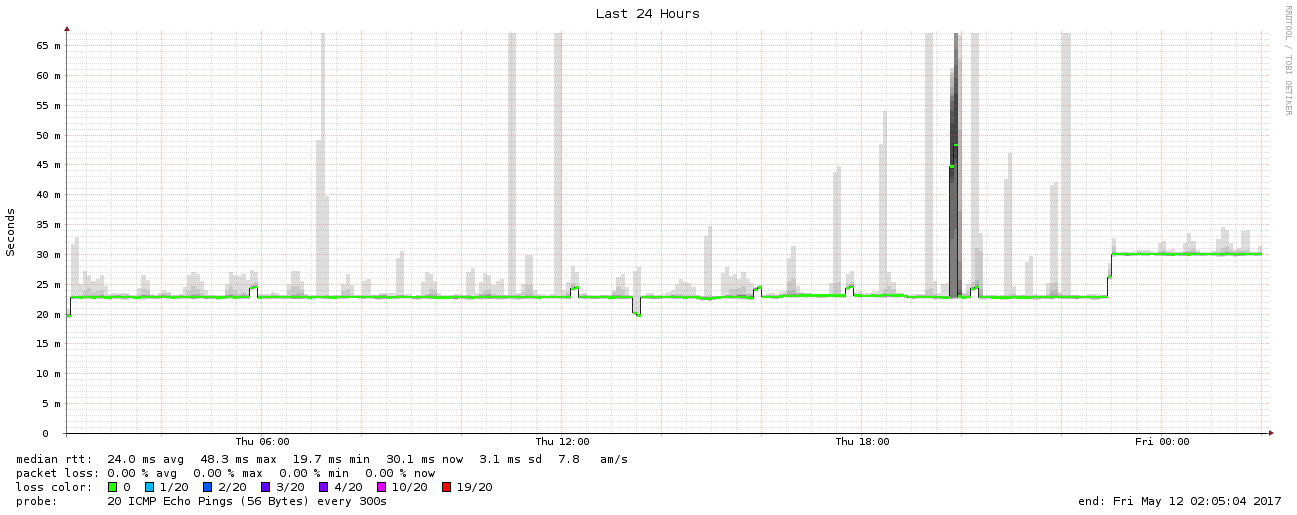 Last 24 Hours
RRDTOOL / TOBI OETIKER
Seconds
65 m
60 m
55 m
50 m
45 m
40 m
35 m
30 m
25 m
20 m
15 m
10 m
5 m
0
Thu 06:00 Thu 12:00 Thu 18:00 Fri 00:00
median rtt: 24.0 ms avg 48.3 ms max 19.7 ms min 30.1 ms now 3.1 ms sd 7.8 am/s
packet loss: 0.00 % avg 0.00 % max 0.00 % min 0.00 % now
loss color: 0 1/20 2/20 3/20 4/20 10/20 19/20
probe: 20 ICMP Echo Pings (56 Bytes) every 300s end: Fri May 12 02:05:04 2017